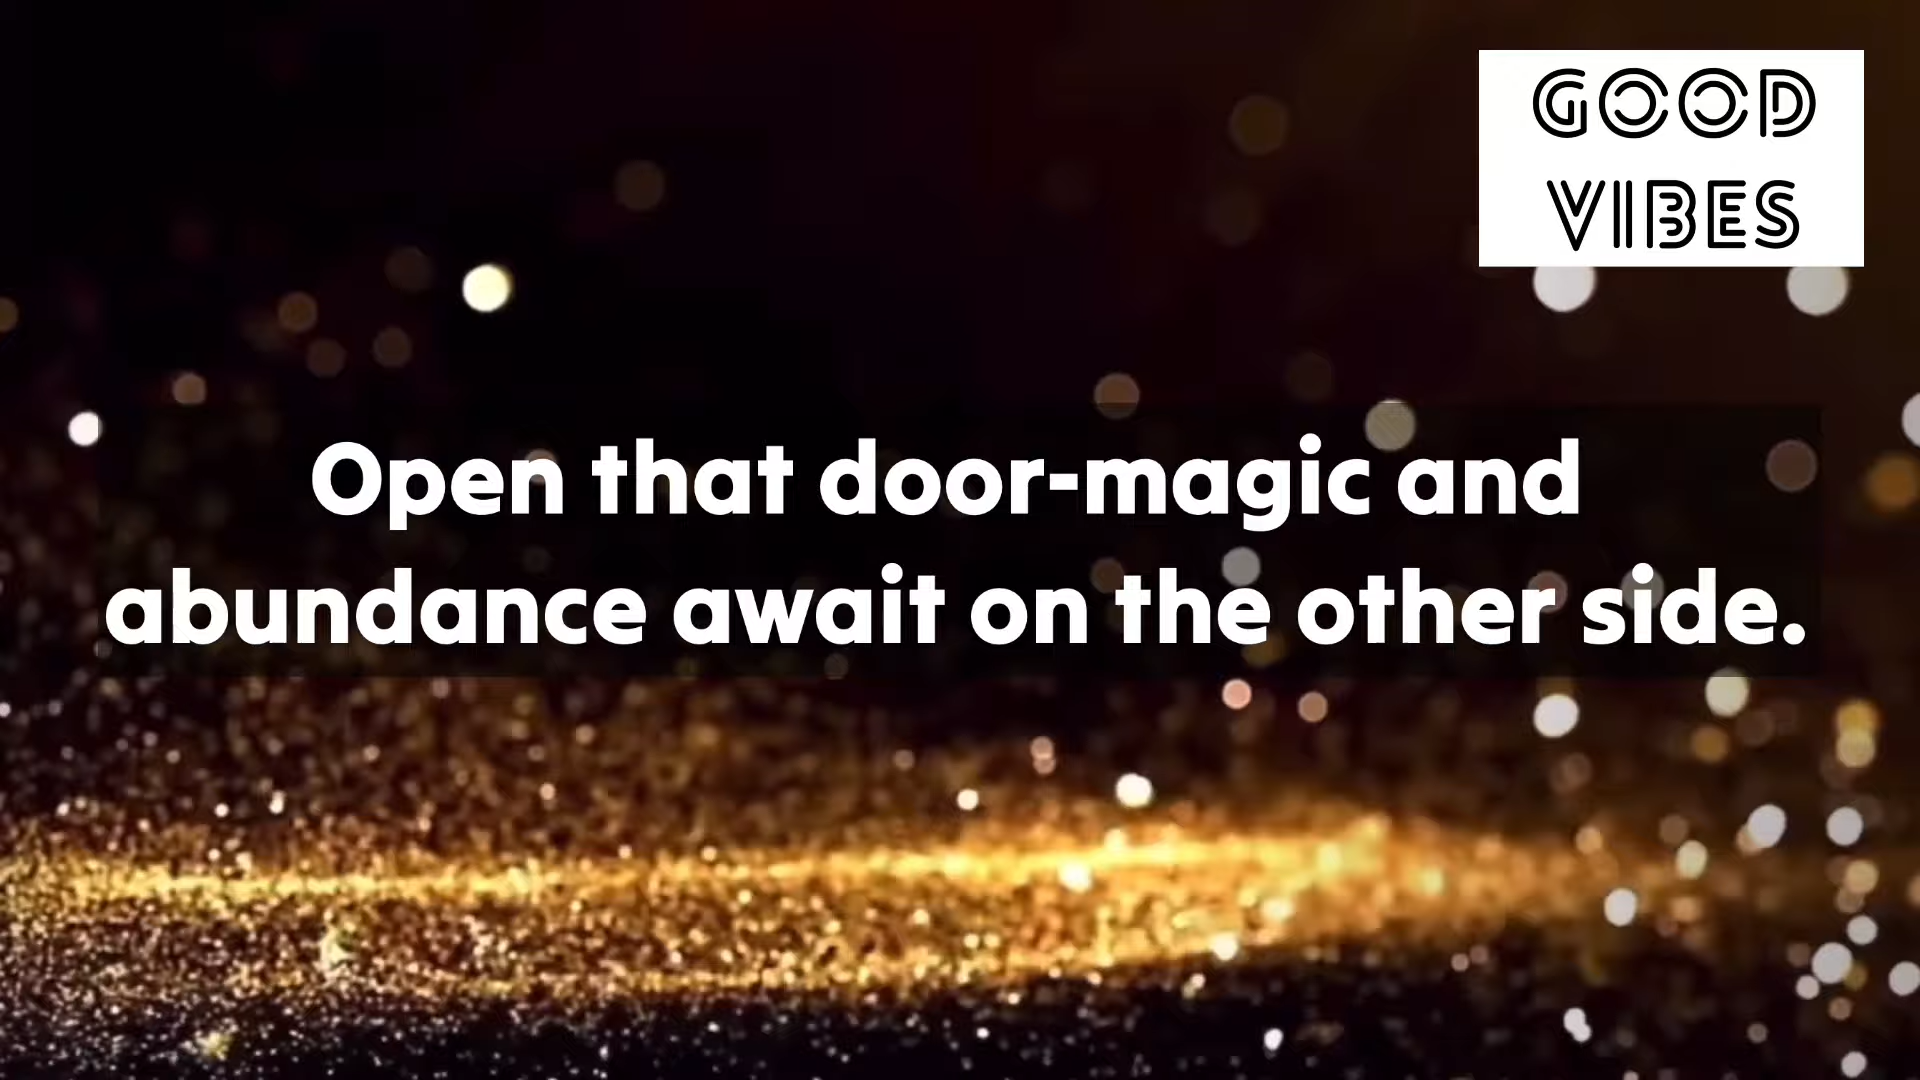 GOOD
VIBES
Open that door-magic and
abundance await on the other side.